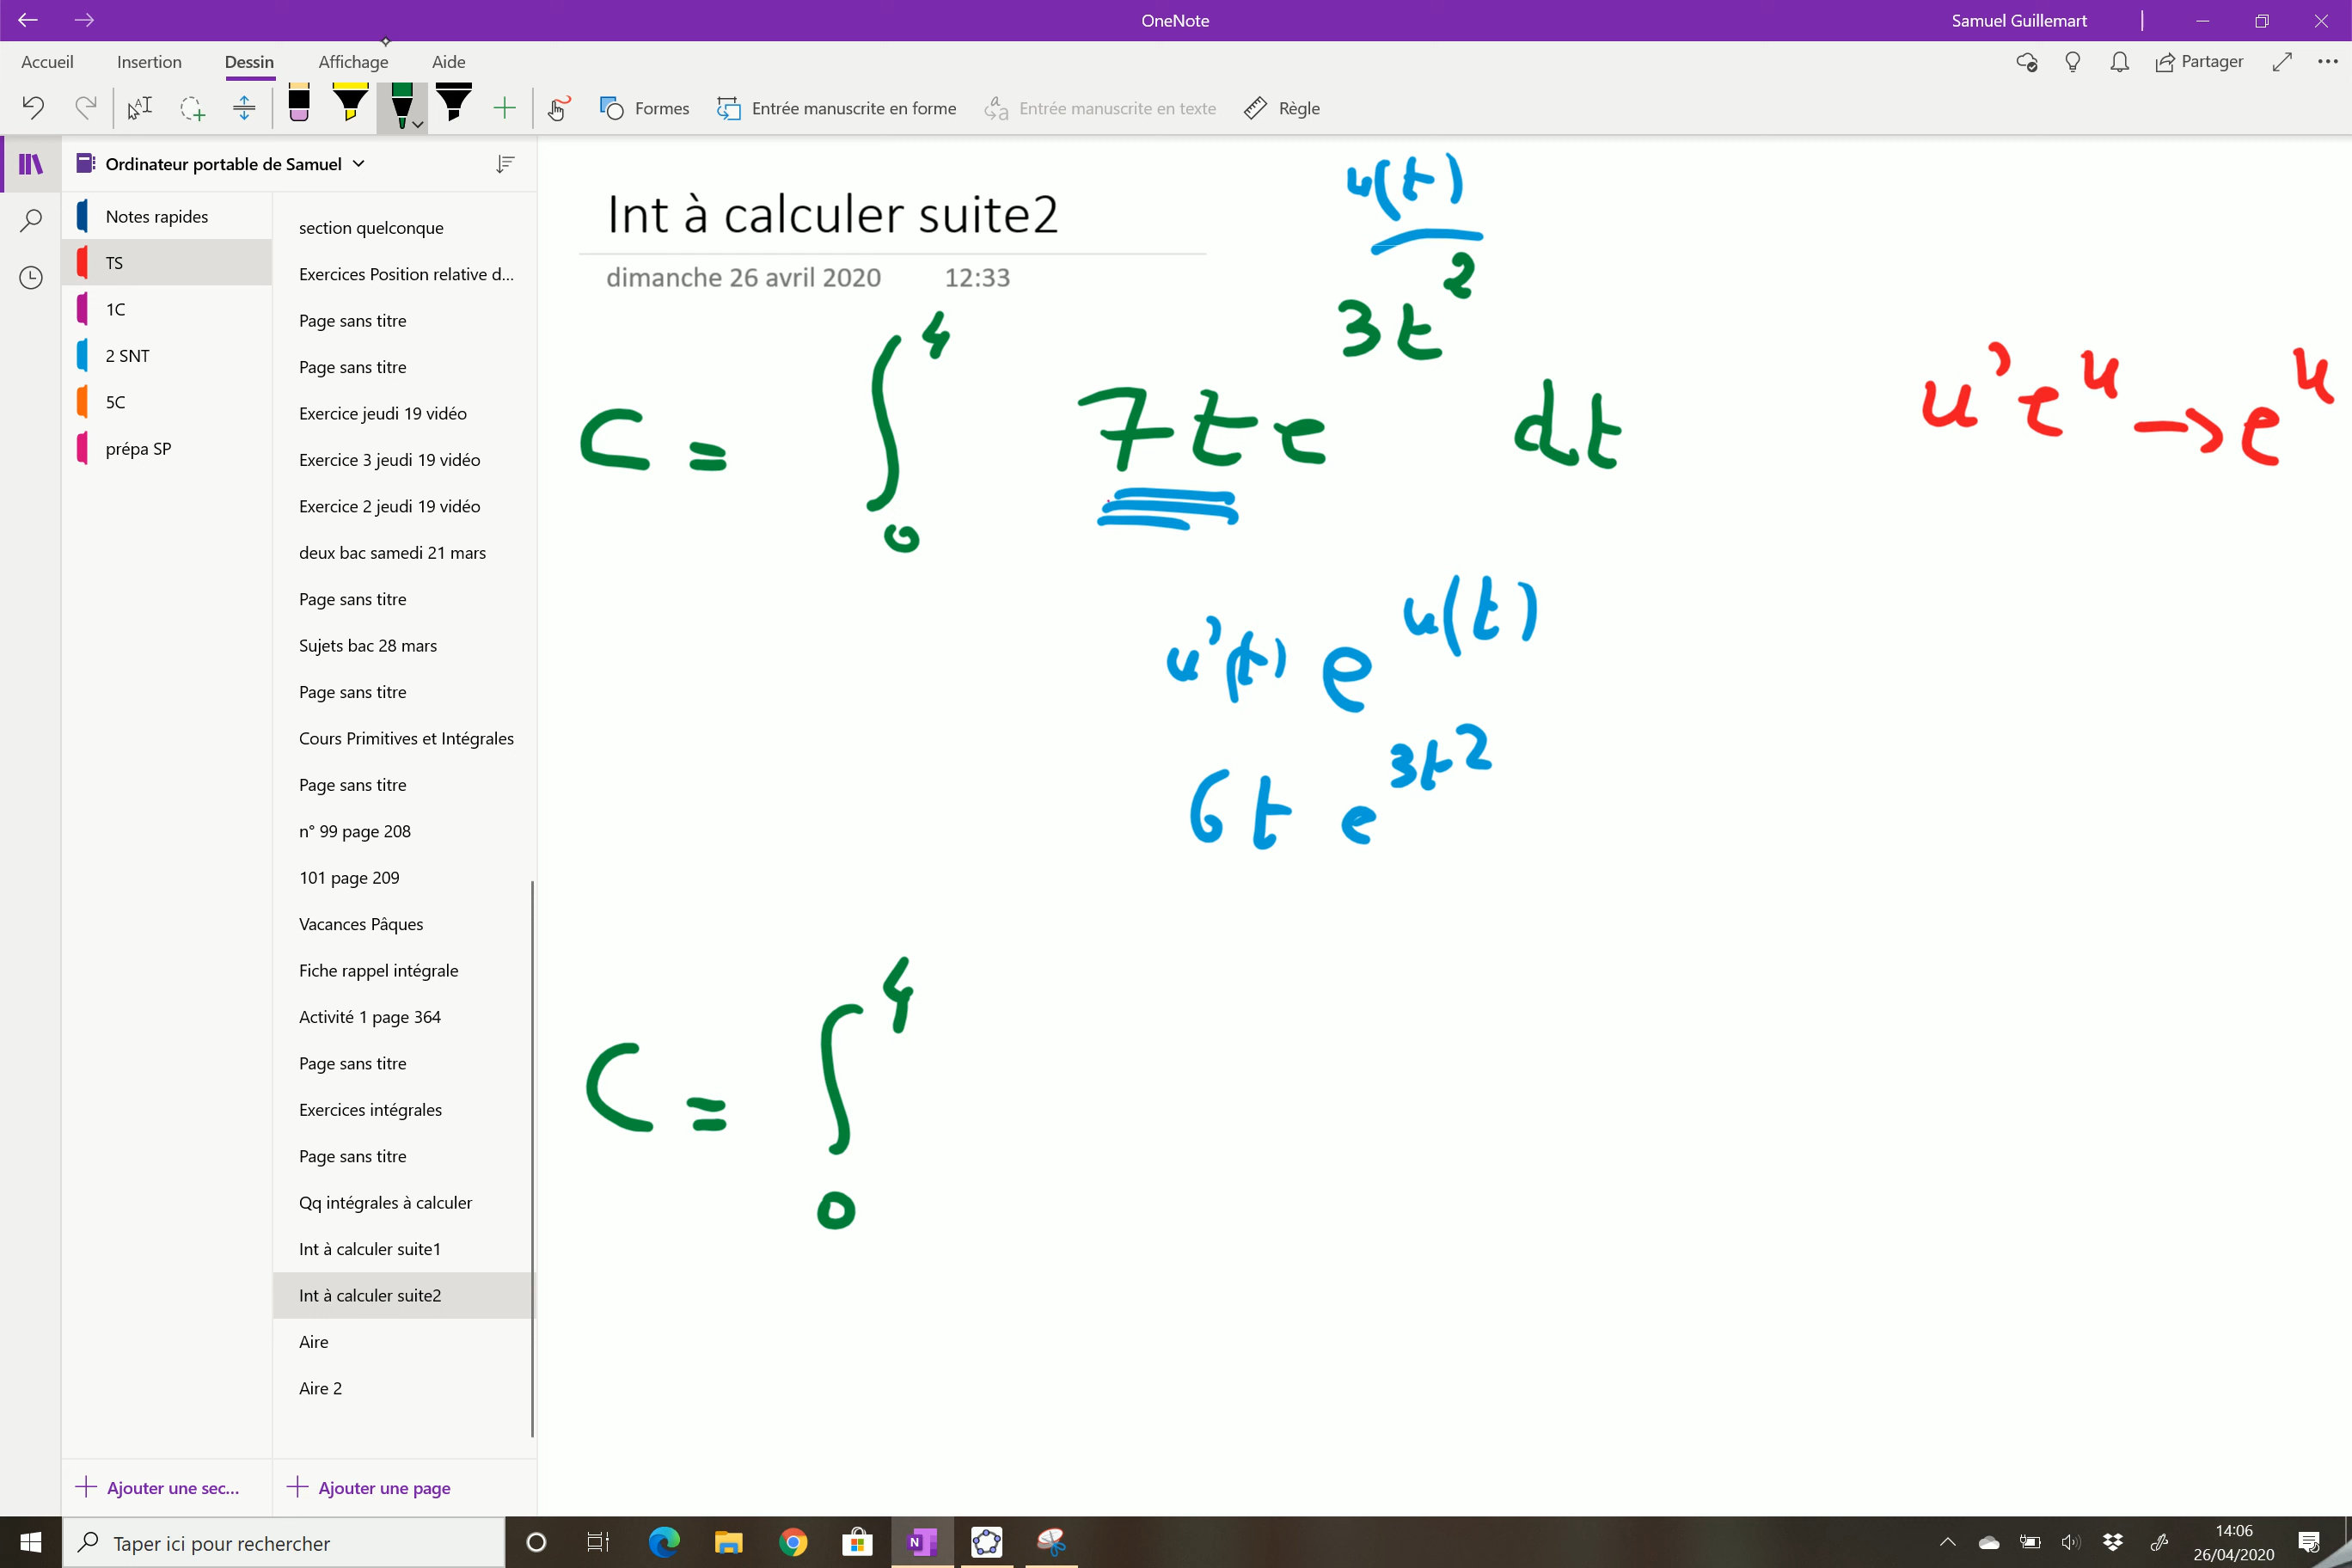 OneNote
Samuel Guillemart
Accueil Insertion Dessin Affichage Aide
Partager
Formes
Entrée manuscrite en forme
Entrée manuscrite en texte
Règle
Ordinateur portable de Samuel
Notes rapides
TS
1C
2 SNT
5C
prépa SP
section quelconque
Exercices Position relative d...
Page sans titre
Page sans titre
Exercice jeudi 19 vidéo
Exercice 3 jeudi 19 vidéo
Exercice 2 jeudi 19 vidéo
deux bac samedi 21 mars
Page sans titre
Sujets bac 28 mars
Page sans titre
Cours Primitives et Intégrales
Page sans titre
n° 99 page 208
101 page 209
Vacances Pâques
Fiche rappel intégrale
Activité 1 page 364
Page sans titre
Exercices intégrales
Page sans titre
Qq intégrales à calculer
Int à calculer suite1
Int à calculer suite2
Aire
Aire 2
Ajouter une sec...
Ajouter une page
Int à calculer suite2
dimanche 26 avril 2020 12:33
u(t)
C = ∫₀⁴ 7t e^{3t²} dt
u'e^u → e^u
u'(t) e^{u(t)}
6t e^{3t²}
C = ∫₀⁴
Taper ici pour rechercher
14:06
26/04/2020